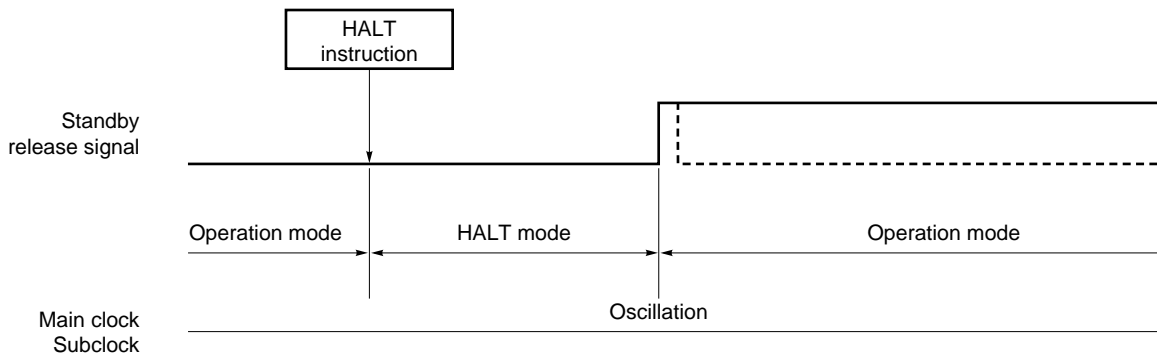 HALT
instruction
Standby
release signal
Operation mode
HALT mode
Operation mode
Oscillation
Main clock
Subclock